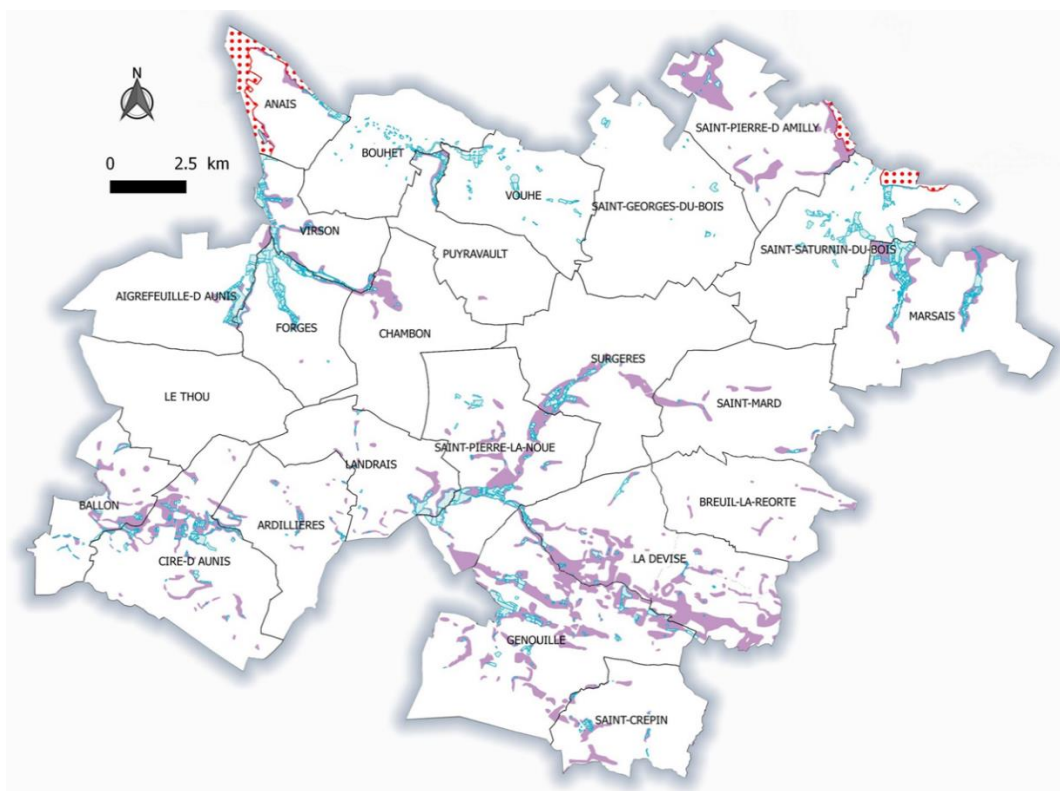 N
0 2.5 km
ANAIS
SAINT-PIERRE-D AMILLY
BOUHET
VOUHE
SAINT-GEORGES-DU-BOIS
VIRSON
PUYRAVAULT
SAINT-SATURNIN-DU-BOIS
AIGREFEUILLE-D AUNIS
FORGES
CHAMBON
MARSAIS
SURGERES
LE THOU
SAINT-MARD
SAINT-PIERRE-LA-NOUE
LANDRAIS
BALLON
ARDILLIERES
BREUIL-LA-REORTE
CIRE-D AUNIS
LA DEVISE
GENOUILLE
SAINT-CREPIN